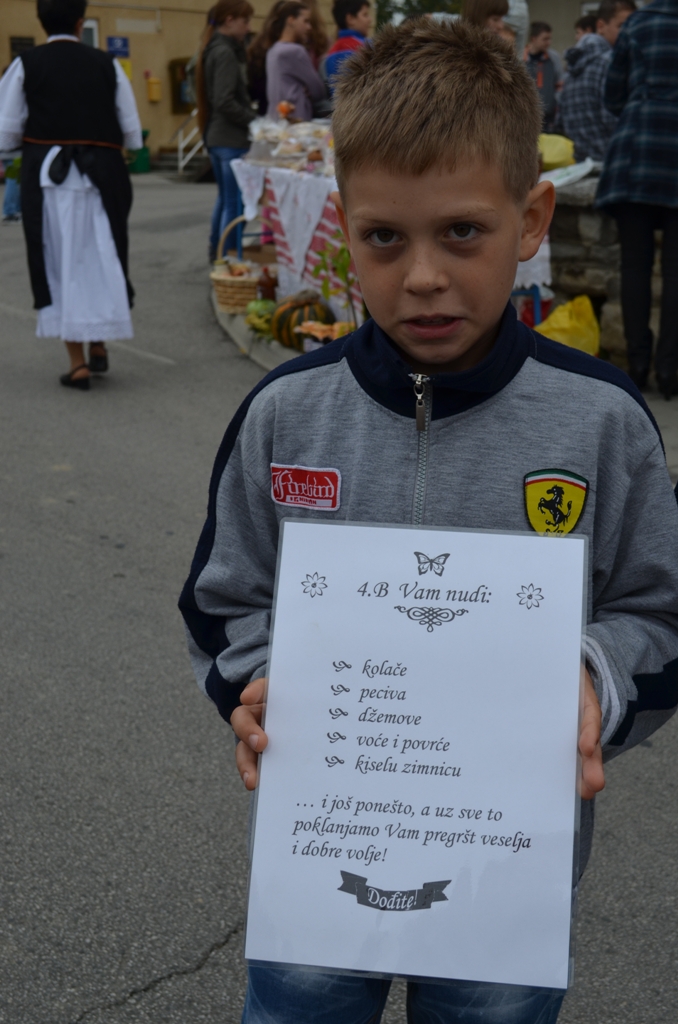 4.B Vam nudi:
kolače
peciva
džemove
voće i povrće
kiselu zimnicu
... i još ponešto, a uz sve to
poklanjamo Vam pregršt veselja
i dobre volje!
Dođite!